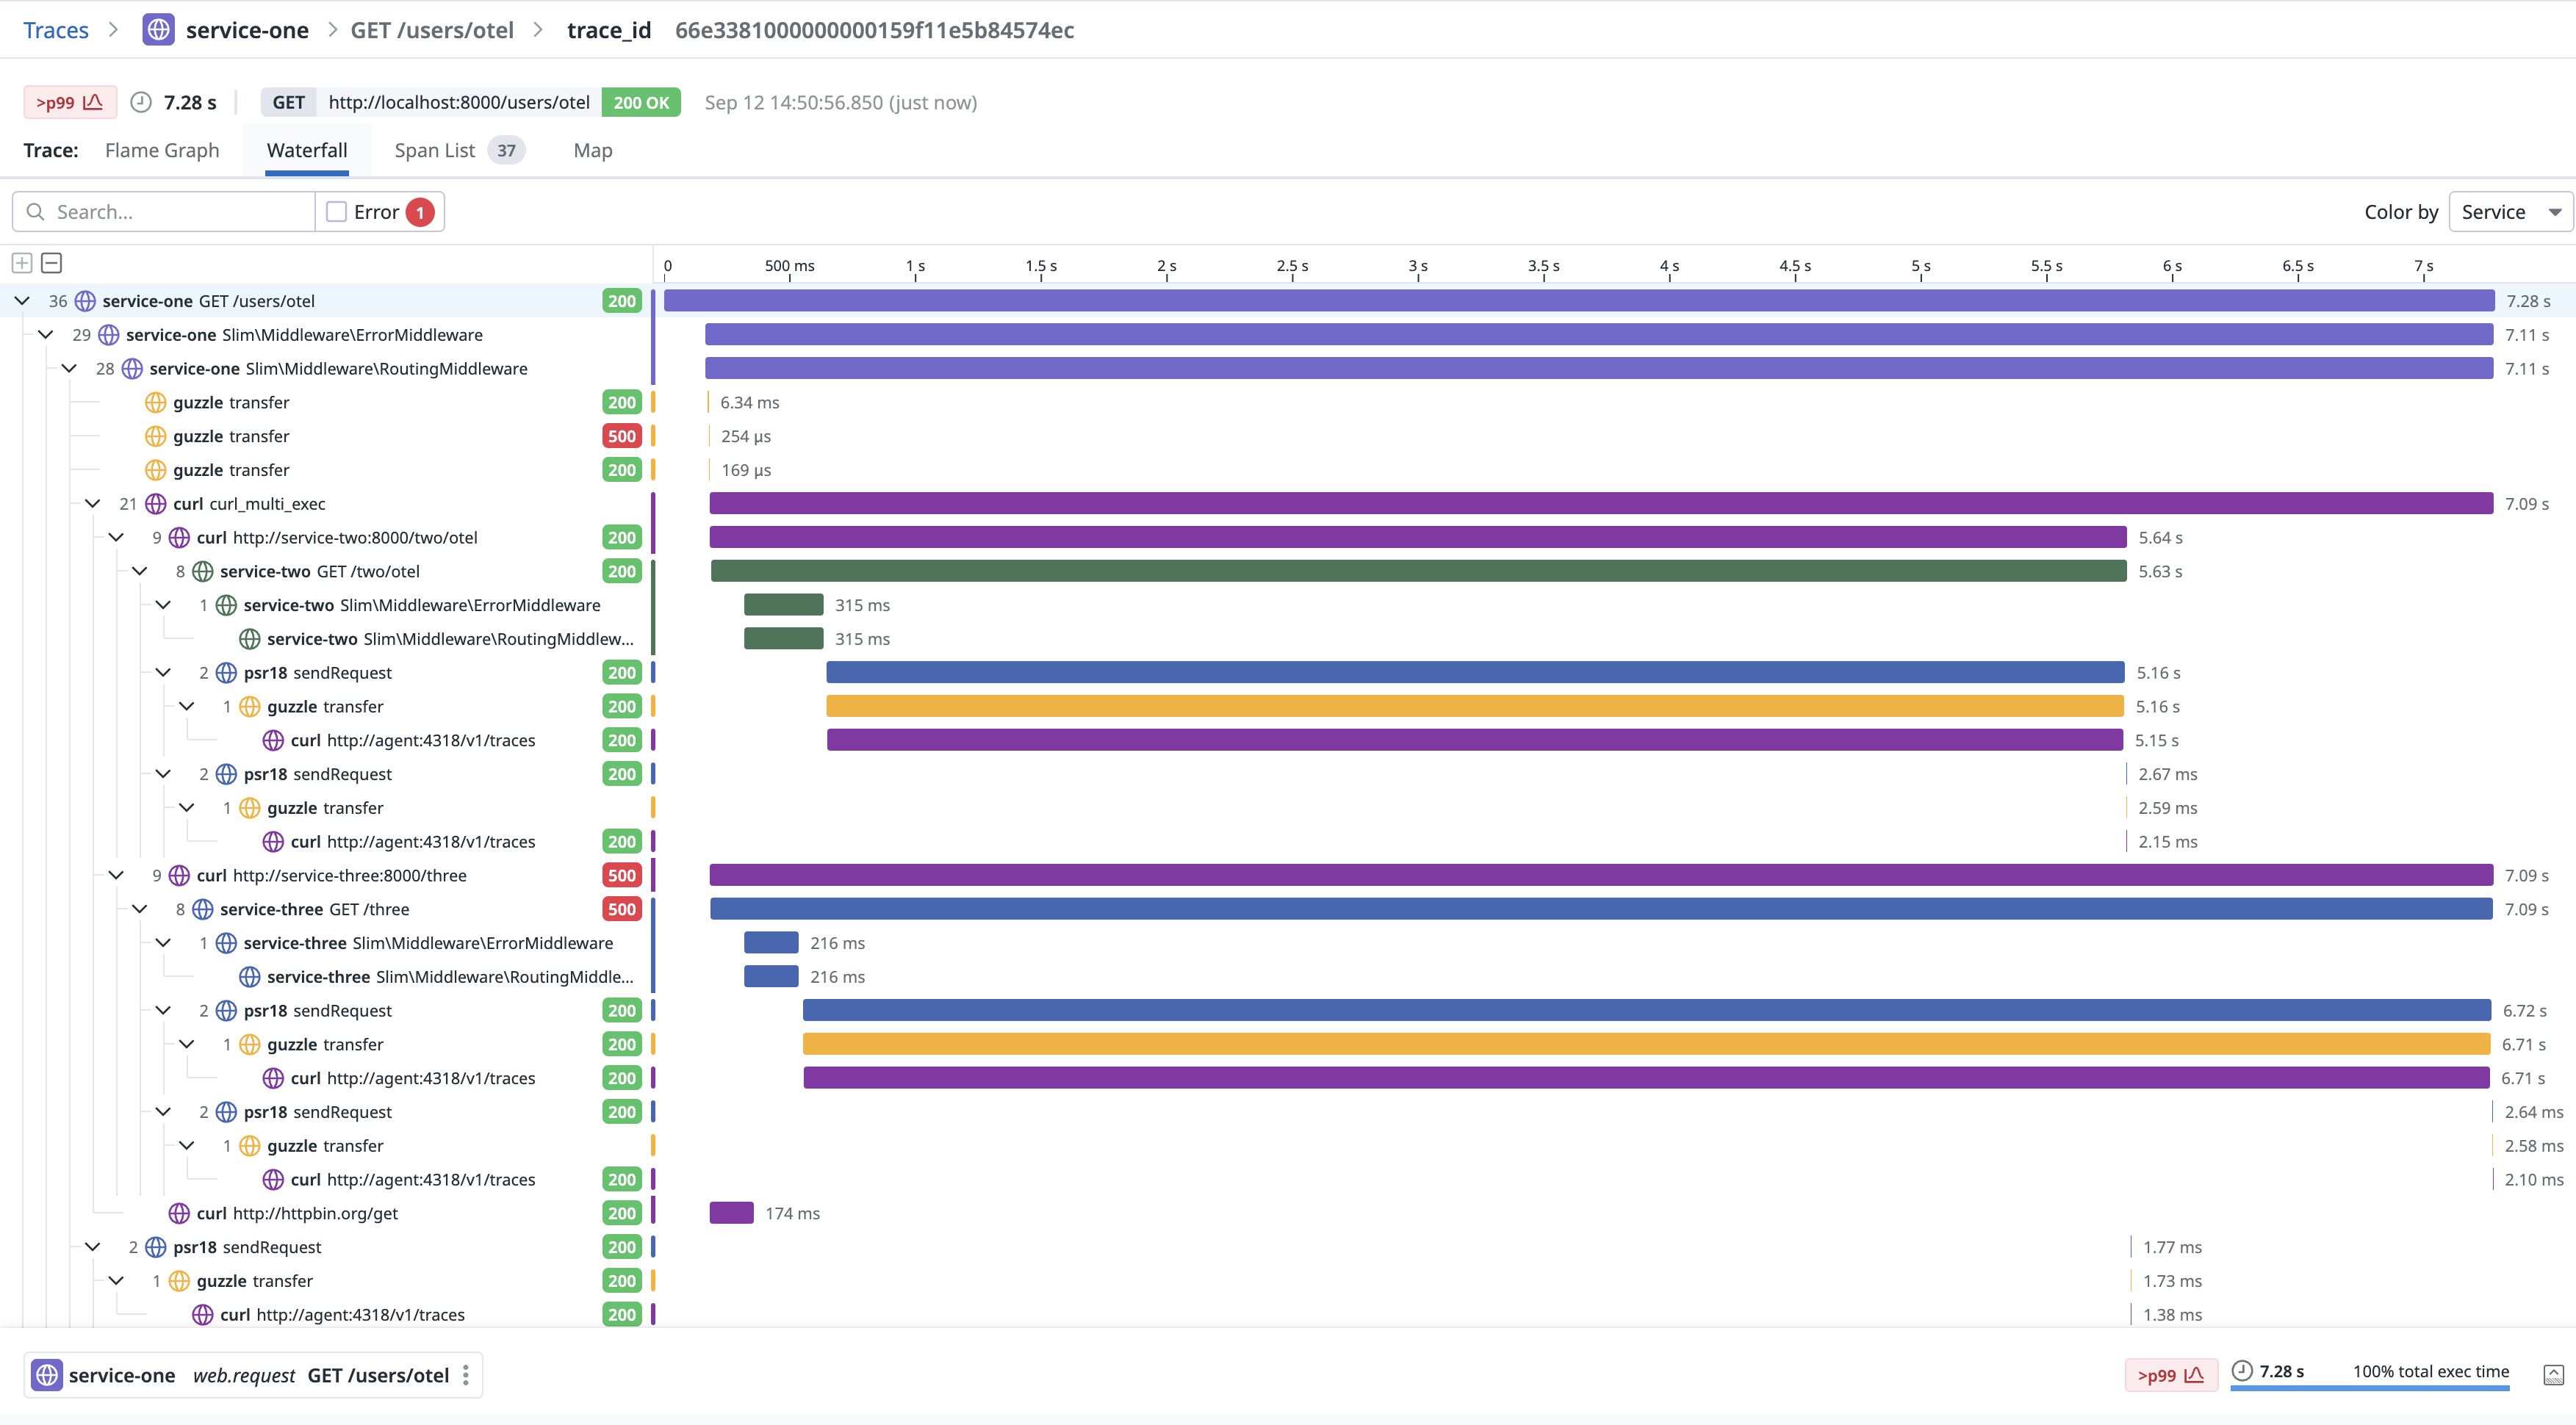 Traces > service-one > GET /users/otel > trace_id 66e3381000000000159f11e5b84574ec
>p99 7.28 s GET http://localhost:8000/users/otel 200 OK Sep 12 14:50:56.850 (just now)
Trace: Flame Graph Waterfall Span List 37 Map
Search... Error 1 Color by Service
0 500 ms 1 s 1.5 s 2 s 2.5 s 3 s 3.5 s 4 s 4.5 s 5 s 5.5 s 6 s 6.5 s 7 s
36 service-one GET /users/otel 200 7.28 s
29 service-one Slim\Middleware\ErrorMiddleware 7.11 s
28 service-one Slim\Middleware\RoutingMiddleware 7.11 s
guzzle transfer 200 6.34 ms
guzzle transfer 500 254 µs
guzzle transfer 200 169 µs
21 curl curl_multi_exec 7.09 s
9 curl http://service-two:8000/two/otel 200 5.64 s
8 service-two GET /two/otel 200 5.63 s
1 service-two Slim\Middleware\ErrorMiddleware 315 ms
service-two Slim\Middleware\RoutingMiddlew... 315 ms
2 psr18 sendRequest 200 5.16 s
1 guzzle transfer 200 5.16 s
curl http://agent:4318/v1/traces 200 5.15 s
2 psr18 sendRequest 200 2.67 ms
1 guzzle transfer 2.59 ms
curl http://agent:4318/v1/traces 200 2.15 ms
9 curl http://service-three:8000/three 500 7.09 s
8 service-three GET /three 500 7.09 s
1 service-three Slim\Middleware\ErrorMiddleware 216 ms
service-three Slim\Middleware\RoutingMiddle... 216 ms
2 psr18 sendRequest 200 6.72 s
1 guzzle transfer 200 6.71 s
curl http://agent:4318/v1/traces 200 6.71 s
2 psr18 sendRequest 200 2.64 ms
1 guzzle transfer 2.58 ms
curl http://agent:4318/v1/traces 200 2.10 ms
curl http://httpbin.org/get 200 174 ms
2 psr18 sendRequest 200 1.77 ms
1 guzzle transfer 200 1.73 ms
curl http://agent:4318/v1/traces 200 1.38 ms
service-one web.request GET /users/otel >p99 7.28 s 100% total exec time